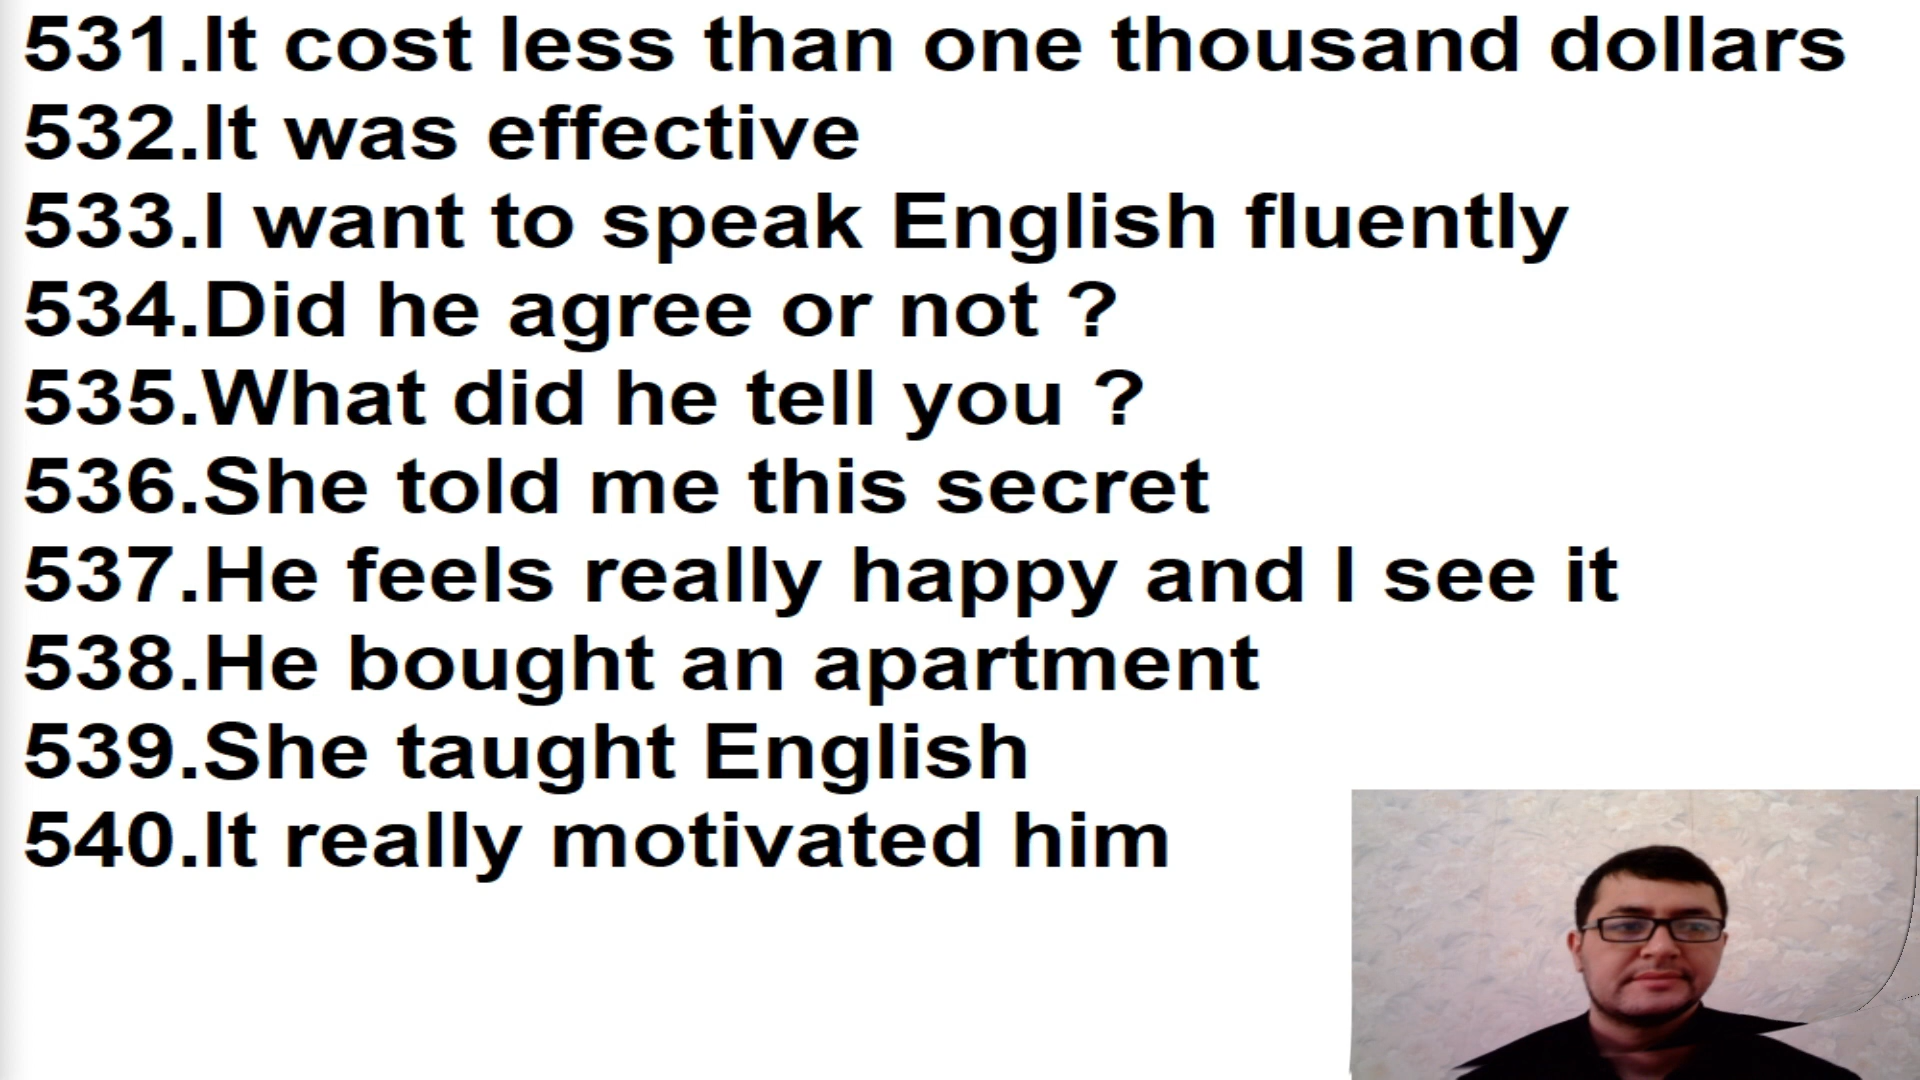 531.It cost less than one thousand dollars
532.It was effective
533.I want to speak English fluently
534.Did he agree or not ?
535.What did he tell you ?
536.She told me this secret
537.He feels really happy and I see it
538.He bought an apartment
539.She taught English
540.It really motivated him